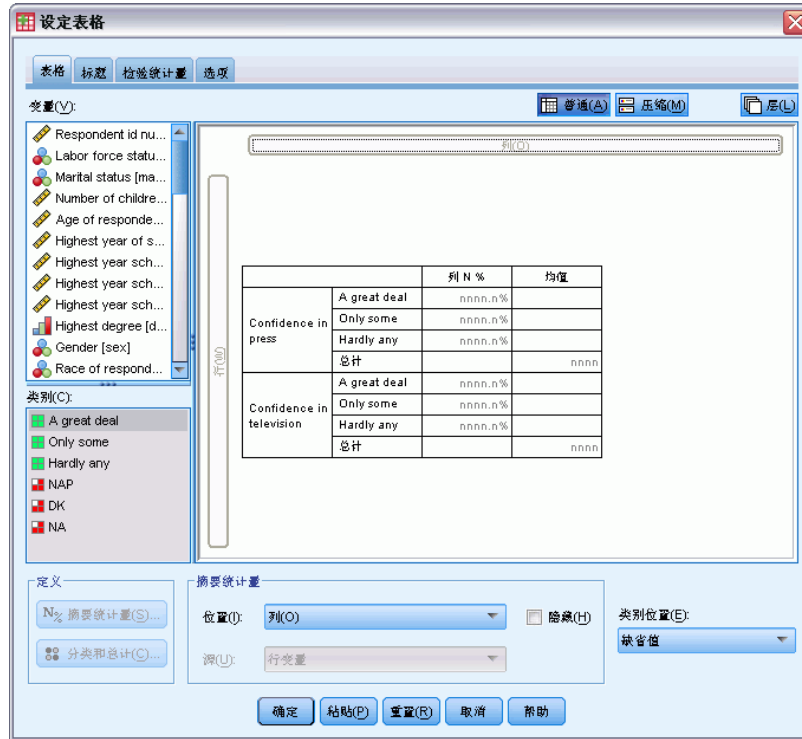 设定表格
表格 标题 检验统计量 选项
变量(V):
普通(A) 压缩(M) 层(L)
Respondent id nu...
Labor force statu...
Marital status [ma...
Number of childre...
Age of responde...
Highest year of s...
Highest year sch...
Highest year sch...
Highest year sch...
Highest degree [d...
Gender [sex]
Race of respond...
列(O)
行(W)
列 N % 均值
Confidence in press
A great deal nnnn.n%
Only some nnnn.n%
Hardly any nnnn.n%
总计 nnnn
Confidence in television
A great deal nnnn.n%
Only some nnnn.n%
Hardly any nnnn.n%
总计 nnnn
类别(C):
A great deal
Only some
Hardly any
NAP
DK
NA
定义
N% 摘要统计量(S)...
分类和总计(C)...
摘要统计量
位置(I): 列(O) 隐藏(H)
源(U): 行变量
类别位置(E):
缺省值
确定 粘贴(P) 重置(R) 取消 帮助